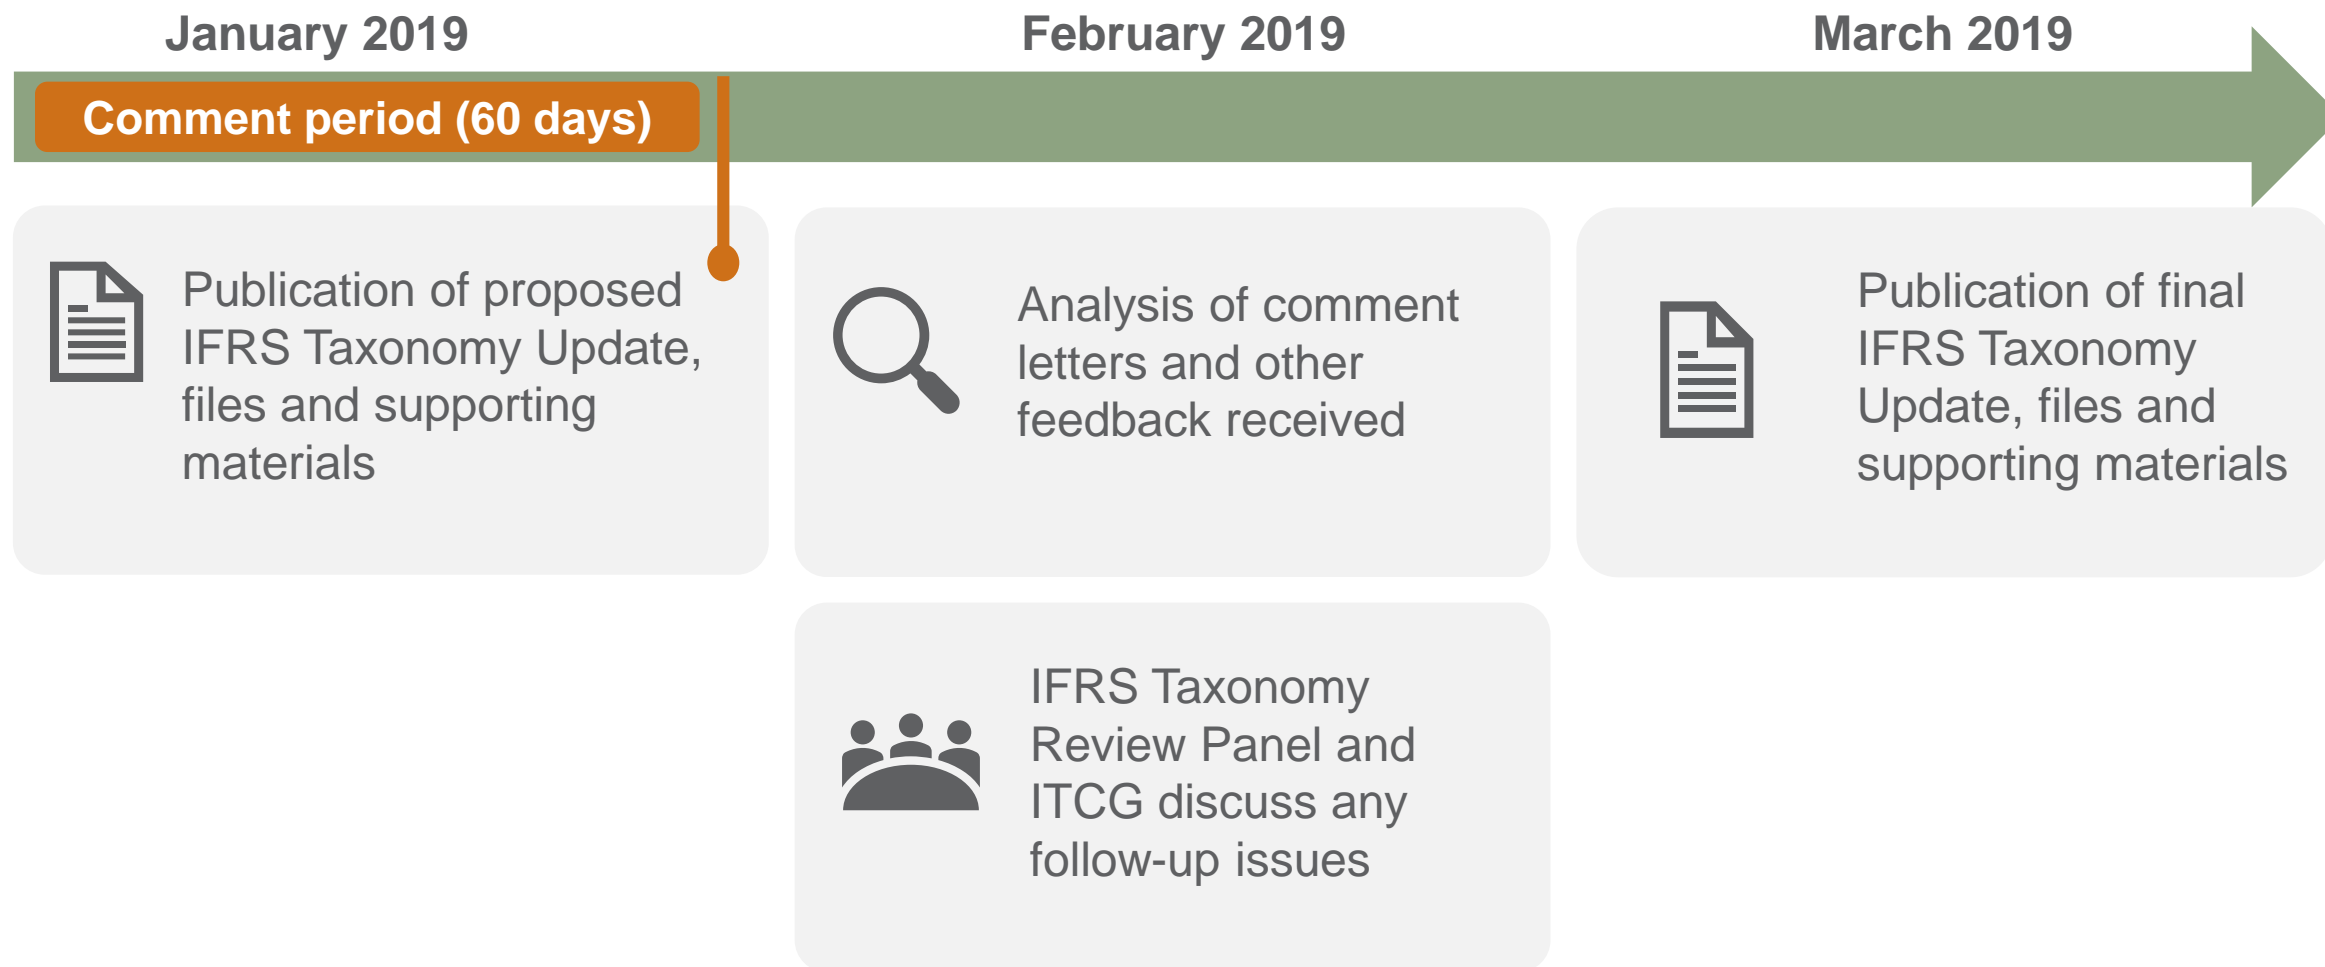 January 2019
February 2019
March 2019
Comment period (60 days)
Publication of proposed
IFRS Taxonomy Update,
files and supporting
materials
Analysis of comment
letters and other
feedback received
Publication of final
IFRS Taxonomy
Update, files and
supporting materials
IFRS Taxonomy
Review Panel and
ITCG discuss any
follow-up issues